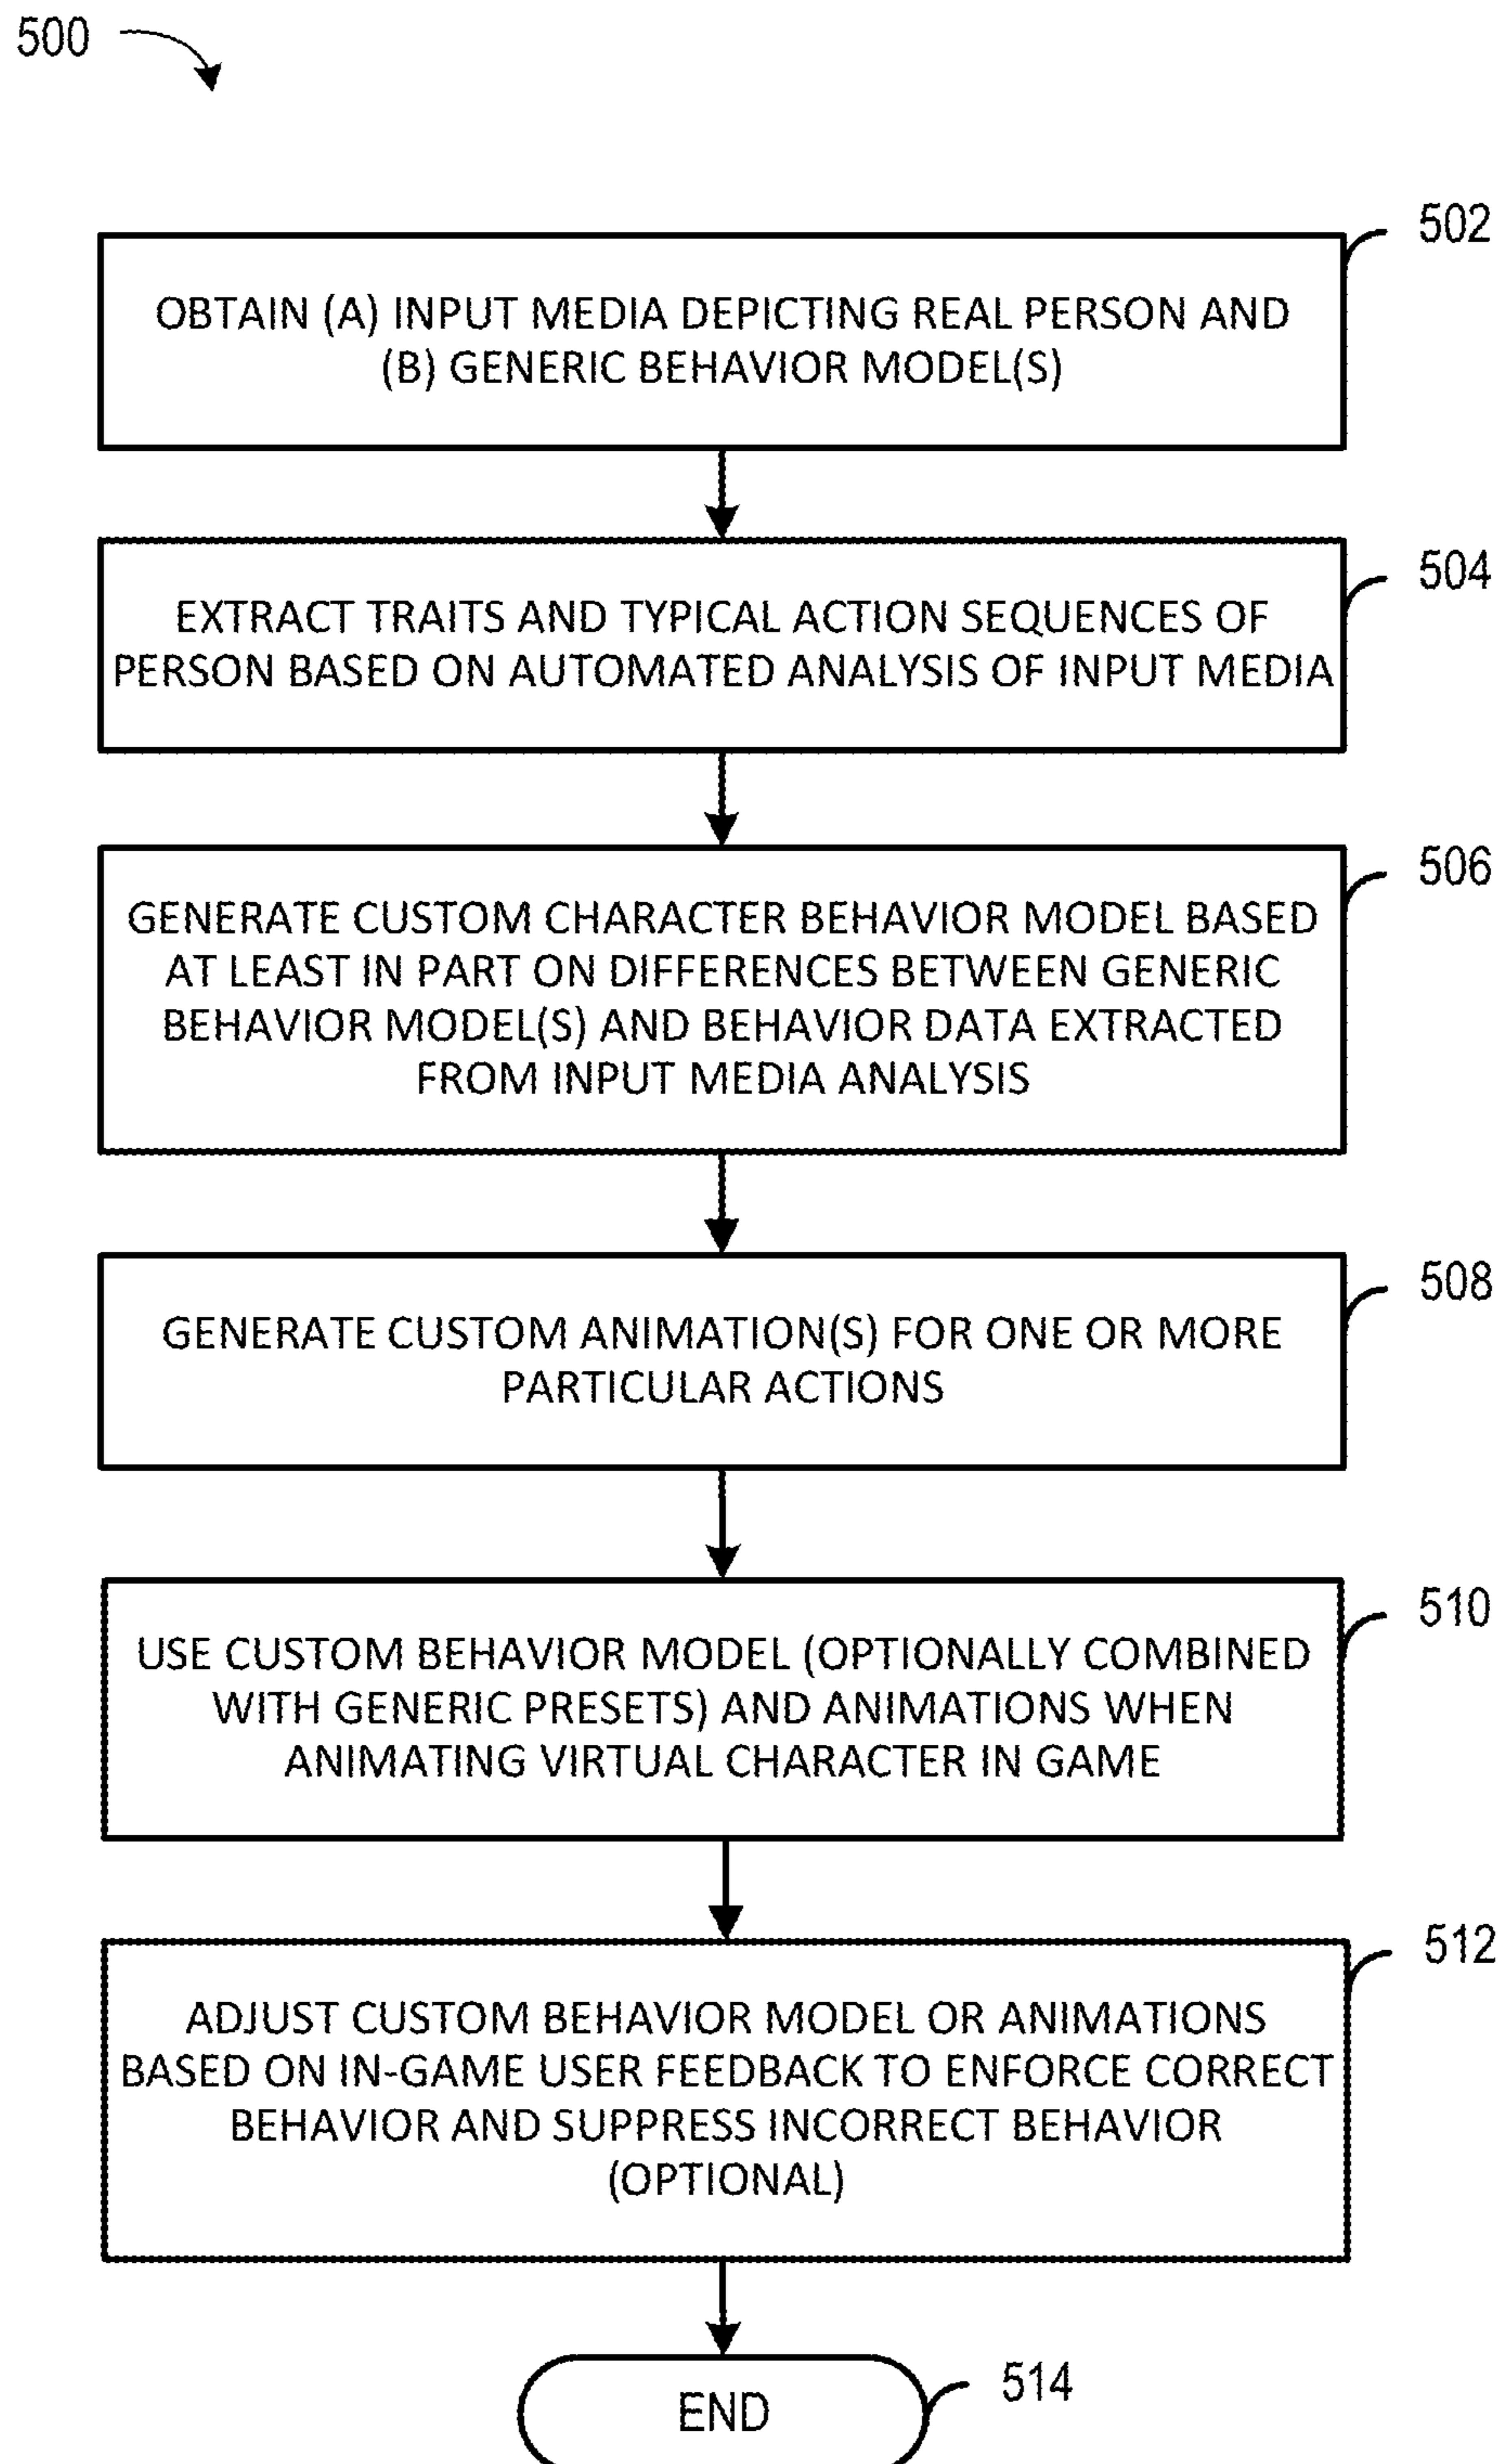 500
502
OBTAIN (A) INPUT MEDIA DEPICTING REAL PERSON AND
(B) GENERIC BEHAVIOR MODEL(S)
504
EXTRACT TRAITS AND TYPICAL ACTION SEQUENCES OF
PERSON BASED ON AUTOMATED ANALYSIS OF INPUT MEDIA
506
GENERATE CUSTOM CHARACTER BEHAVIOR MODEL BASED
AT LEAST IN PART ON DIFFERENCES BETWEEN GENERIC
BEHAVIOR MODEL(S) AND BEHAVIOR DATA EXTRACTED
FROM INPUT MEDIA ANALYSIS
508
GENERATE CUSTOM ANIMATION(S) FOR ONE OR MORE
PARTICULAR ACTIONS
510
USE CUSTOM BEHAVIOR MODEL (OPTIONALLY COMBINED
WITH GENERIC PRESETS) AND ANIMATIONS WHEN
ANIMATING VIRTUAL CHARACTER IN GAME
512
ADJUST CUSTOM BEHAVIOR MODEL OR ANIMATIONS
BASED ON IN-GAME USER FEEDBACK TO ENFORCE CORRECT
BEHAVIOR AND SUPPRESS INCORRECT BEHAVIOR
(OPTIONAL)
514
END